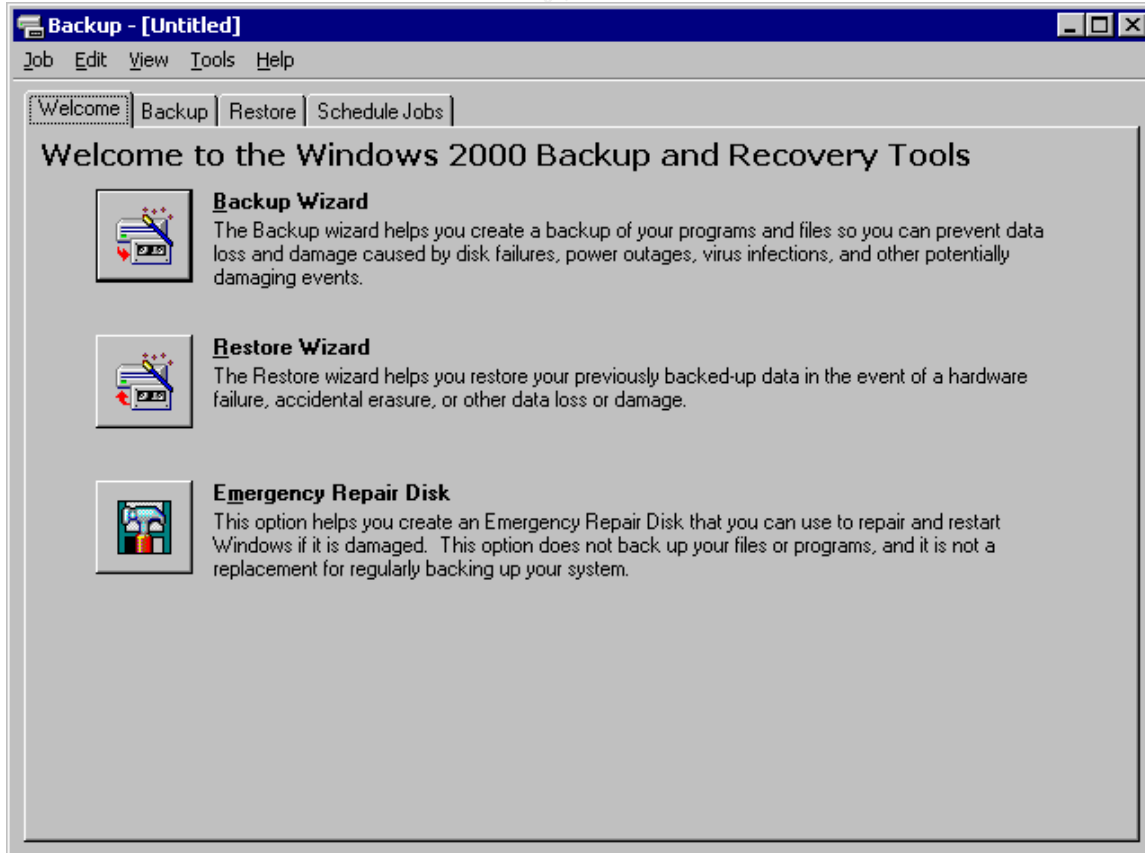 Backup - [Untitled]
Job Edit View Tools Help
Welcome Backup Restore Schedule Jobs
Welcome to the Windows 2000 Backup and Recovery Tools
Backup Wizard
The Backup wizard helps you create a backup of your programs and files so you can prevent data
loss and damage caused by disk failures, power outages, virus infections, and other potentially
damaging events.
Restore Wizard
The Restore wizard helps you restore your previously backed-up data in the event of a hardware
failure, accidental erasure, or other data loss or damage.
Emergency Repair Disk
This option helps you create an Emergency Repair Disk that you can use to repair and restart
Windows if it is damaged.  This option does not back up your files or programs, and it is not a
replacement for regularly backing up your system.